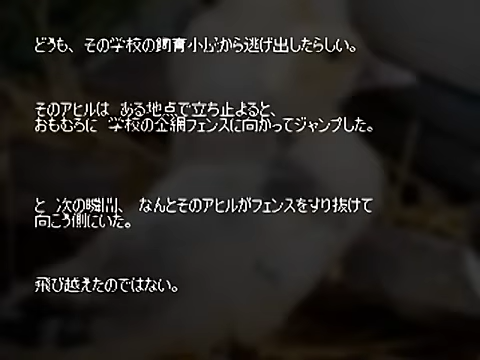 どうも、その学校の飼育小屋から逃げ出したらしい。
そのアヒルは ある地点で立ち止まると、
おもむろに 学校の金網フェンスに向かってジャンプした。
と 次の瞬間、 なんとそのアヒルがフェンスをすり抜けて
向こう側にいた。
飛び越えたのではない。